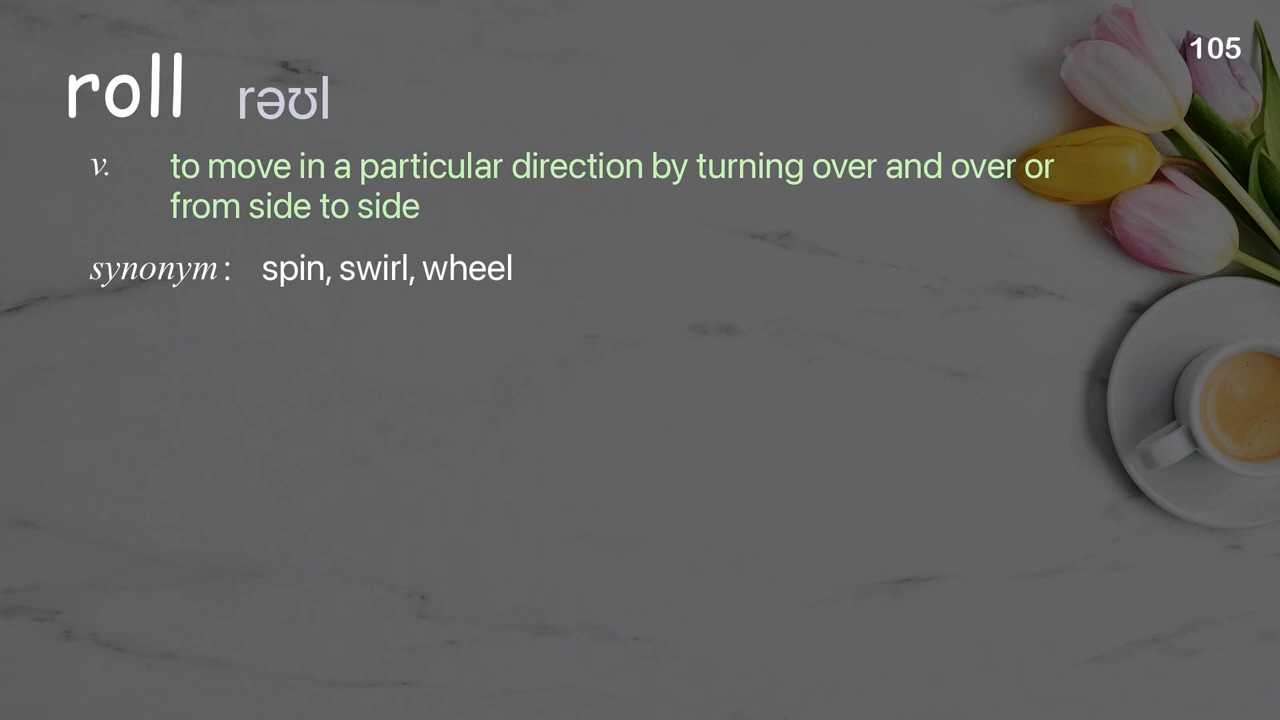 105
roll rəʊl
v. to move in a particular direction by turning over and over or
from side to side
synonym: spin, swirl, wheel